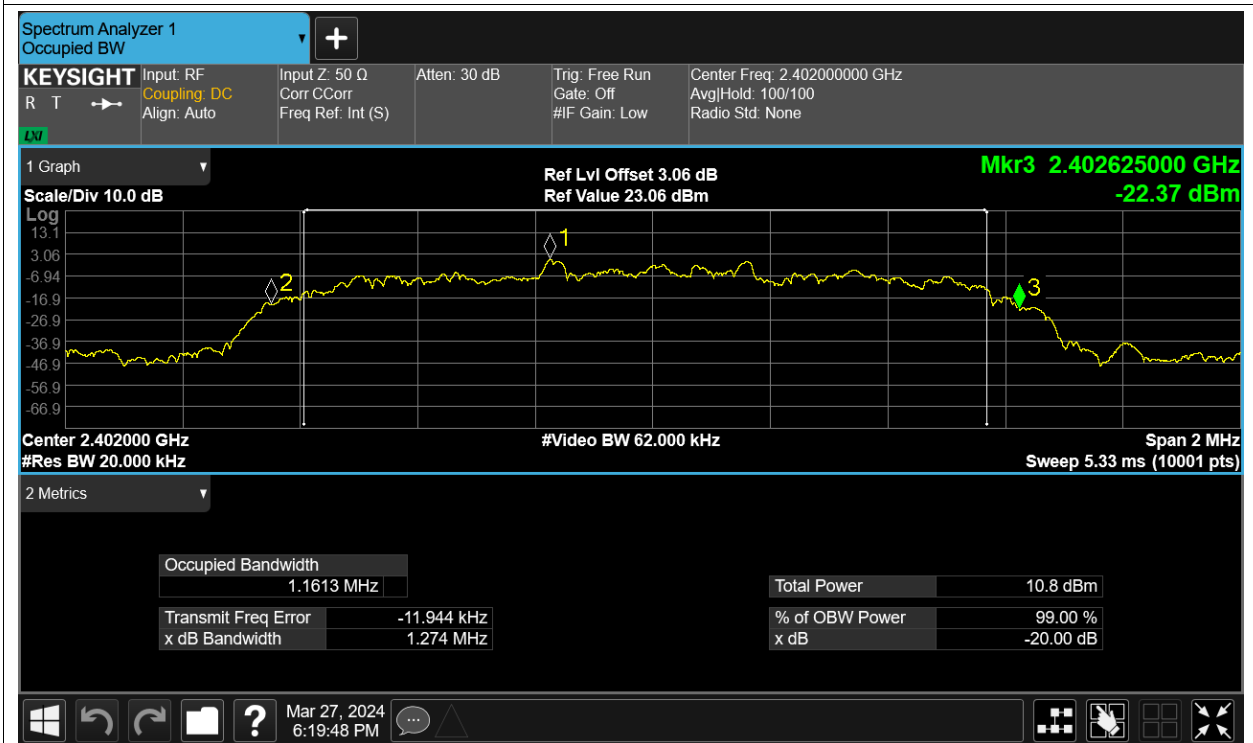 Spectrum Analyzer 1
Occupied BW
KEYSIGHT
R T
LXI
Input: RF
Coupling: DC
Align: Auto
Input Z: 50 Ω
Corr CCorr
Freq Ref: Int (S)
Atten: 30 dB
Trig: Free Run
Gate: Off
#IF Gain: Low
Center Freq: 2.402000000 GHz
Avg|Hold: 100/100
Radio Std: None
1 Graph
Scale/Div 10.0 dB
Ref Lvl Offset 3.06 dB
Ref Value 23.06 dBm
Mkr3 2.402625000 GHz
-22.37 dBm
Log
13.1
3.06
-6.94
-16.9
-26.9
-36.9
-46.9
-56.9
-66.9
1
2
3
Center 2.402000 GHz
#Res BW 20.000 kHz
#Video BW 62.000 kHz
Span 2 MHz
Sweep 5.33 ms (10001 pts)
2 Metrics
Occupied Bandwidth
1.1613 MHz
Transmit Freq Error -11.944 kHz
x dB Bandwidth 1.274 MHz
Total Power 10.8 dBm
% of OBW Power 99.00 %
x dB -20.00 dB
?
Mar 27, 2024
6:19:48 PM